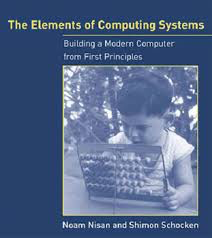 The Elements of Computing Systems
Building a Modern Computer
from First Principles
Noam Nisan and Shimon Schocken